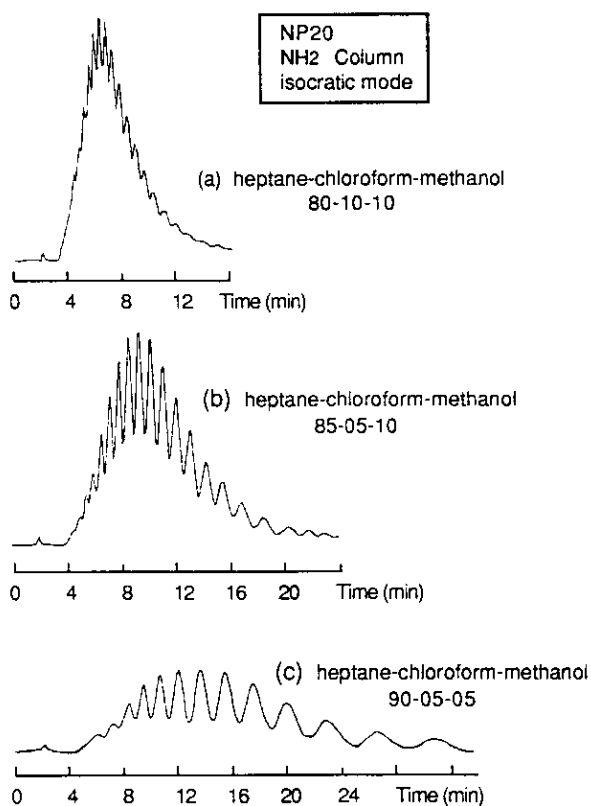 NP20
NH2 Column
isocratic mode
(a) heptane-chloroform-methanol
80-10-10
0 4 8 12 Time (min)
(b) heptane-chloroform-methanol
85-05-10
0 4 8 12 16 20 Time (min)
(c) heptane-chloroform-methanol
90-05-05
0 4 8 12 16 20 24 Time (min)